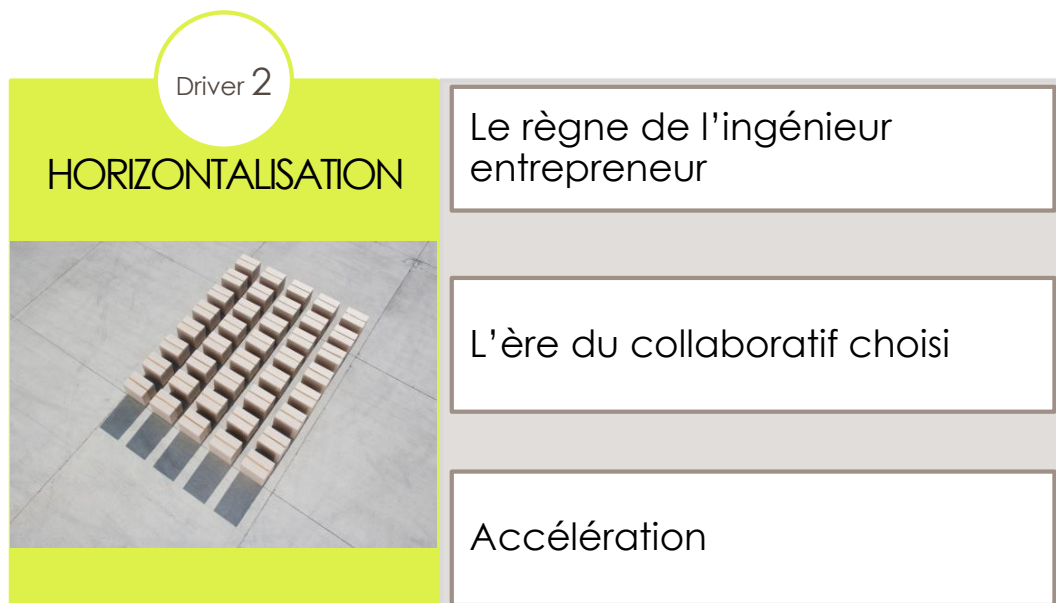 Driver 2
HORIZONTALISATION
Le règne de l’ingénieur
entrepreneur
L’ère du collaboratif choisi
Accélération